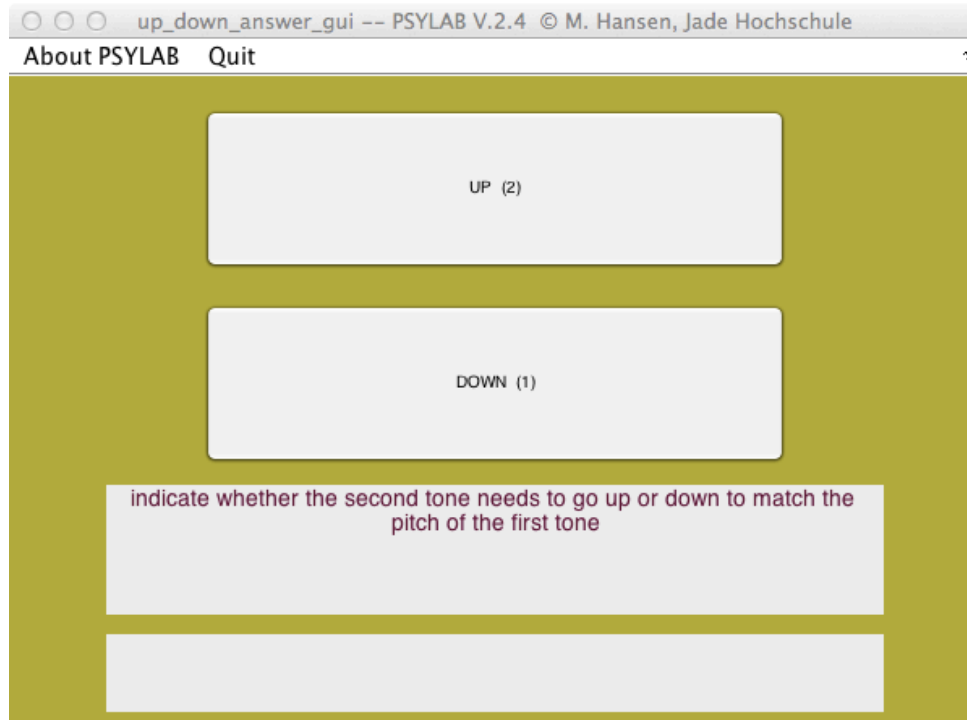 up_down_answer_gui -- PSYLAB V.2.4 © M. Hansen, Jade Hochschule
About PSYLAB Quit
UP (2)
DOWN (1)
indicate whether the second tone needs to go up or down to match the
pitch of the first tone